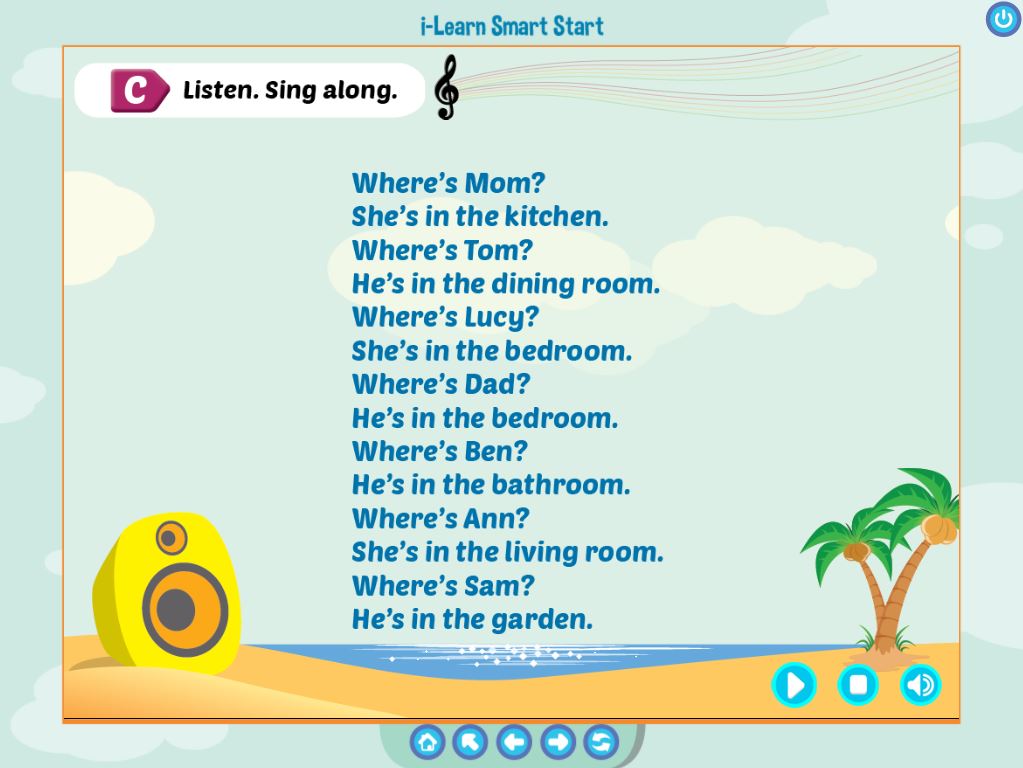 i-Learn Smart Start
C Listen. Sing along.
Where's Mom?
She's in the kitchen.
Where's Tom?
He's in the dining room.
Where's Lucy?
She's in the bedroom.
Where's Dad?
He's in the bedroom.
Where's Ben?
He's in the bathroom.
Where's Ann?
She's in the living room.
Where's Sam?
He's in the garden.